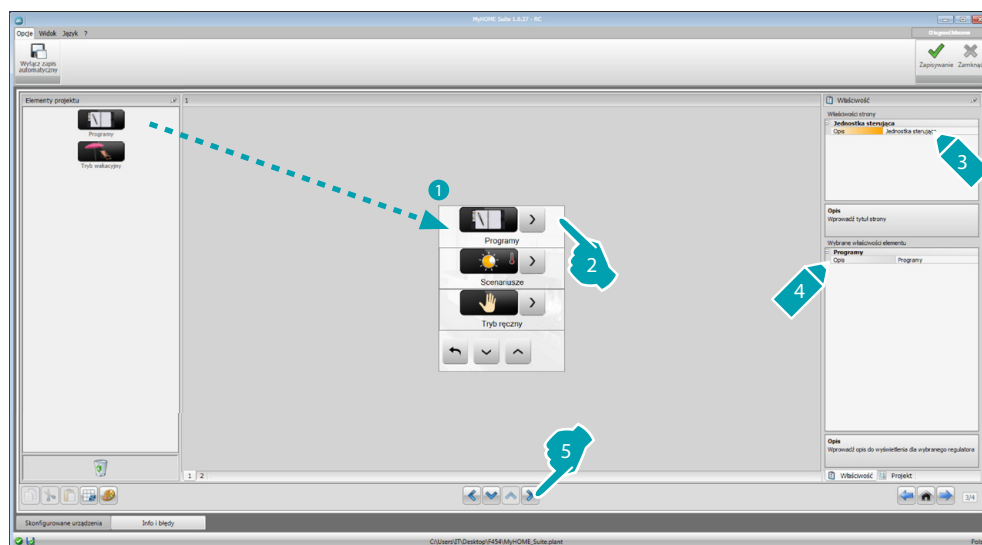 MyHOME Suite 1.0.27 - RC
Opcje Widok Język ?
Wyłącz zapis
automatyczny
Zapisywanie Zamknąć
Elementy projektu
1
Właściwość
Programy
Tryb wakacyjny
Właściwości strony
Jednostka sterująca
Opis Jednostka sterująca
3
Opis
Wprowadź tytuł strony
Wybrane właściwości elementu
Programy
Opis Programy
4
1
Programy
2
Scenariusze
Tryb ręczny
5
Opis
Wprowadź opis do wyświetlenia dla wybranego regulatora
1 2
Właściwość Projekt
3/4
Skonfigurowane urządzenia Info i błędy
C:\Users\IT\Desktop\F454\MyHOME_Suite.plant